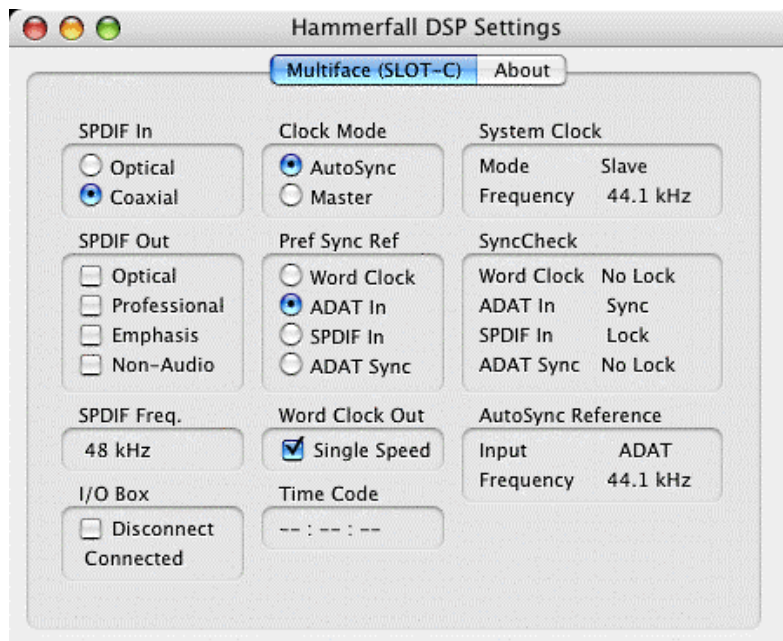 Hammerfall DSP Settings
Multiface (SLOT-C) About
SPDIF In
Optical
Coaxial
Clock Mode
AutoSync
Master
System Clock
Mode Slave
Frequency 44.1 kHz
SPDIF Out
Optical
Professional
Emphasis
Non-Audio
Pref Sync Ref
Word Clock
ADAT In
SPDIF In
ADAT Sync
SyncCheck
Word Clock No Lock
ADAT In Sync
SPDIF In Lock
ADAT Sync No Lock
SPDIF Freq.
48 kHz
Word Clock Out
Single Speed
AutoSync Reference
Input ADAT
Frequency 44.1 kHz
I/O Box
Disconnect
Connected
Time Code
-- : -- : --